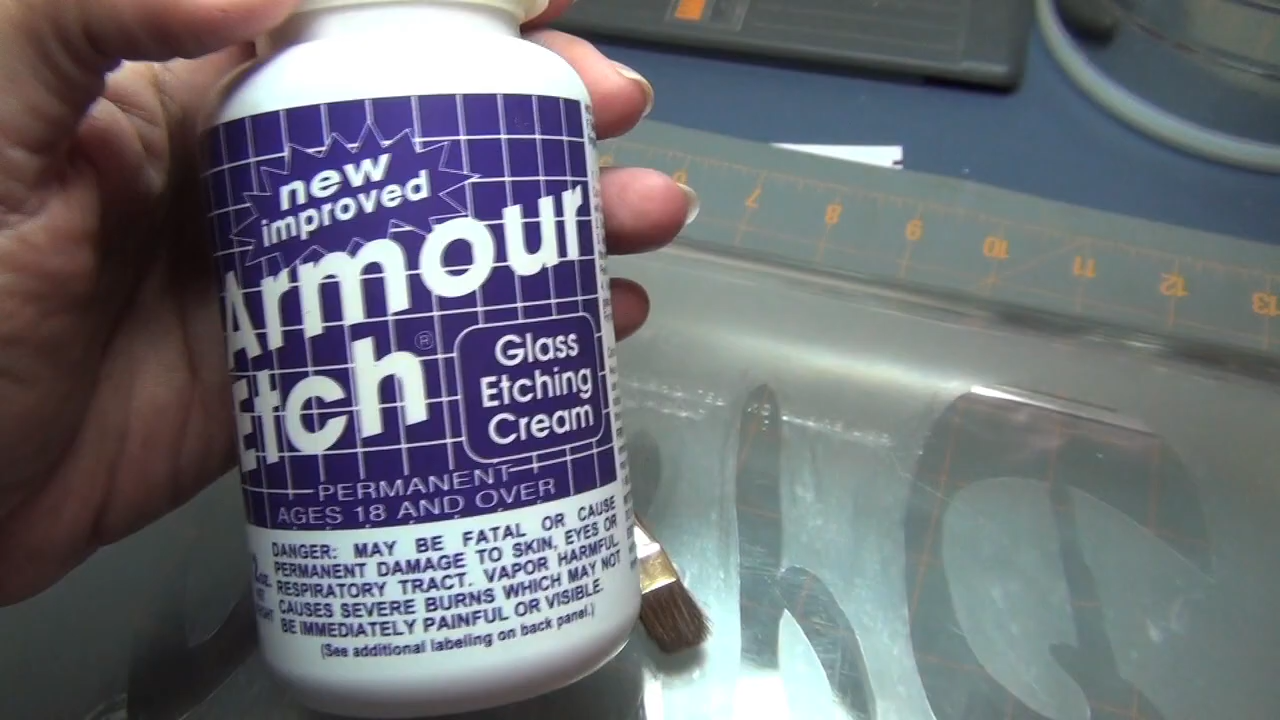 new
improved
Armour
Etch®
Glass
Etching
Cream
PERMANENT
AGES 18 AND OVER
DANGER: MAY BE FATAL OR CAUSE
PERMANENT DAMAGE TO SKIN, EYES OR
RESPIRATORY TRACT. VAPOR HARMFUL.
CAUSES SEVERE BURNS WHICH MAY NOT
BE IMMEDIATELY PAINFUL OR VISIBLE.
(See additional labeling on back panel.)
6 7 8 9 10 11 12 13